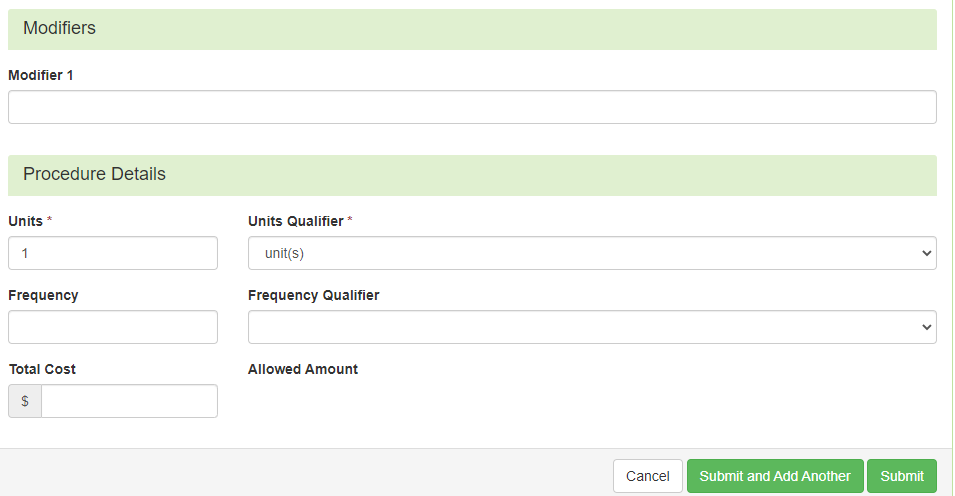 Modifiers
Modifier 1
Procedure Details
Units * Units Qualifier *
1 unit(s)
Frequency Frequency Qualifier
Total Cost Allowed Amount
$
Cancel Submit and Add Another Submit